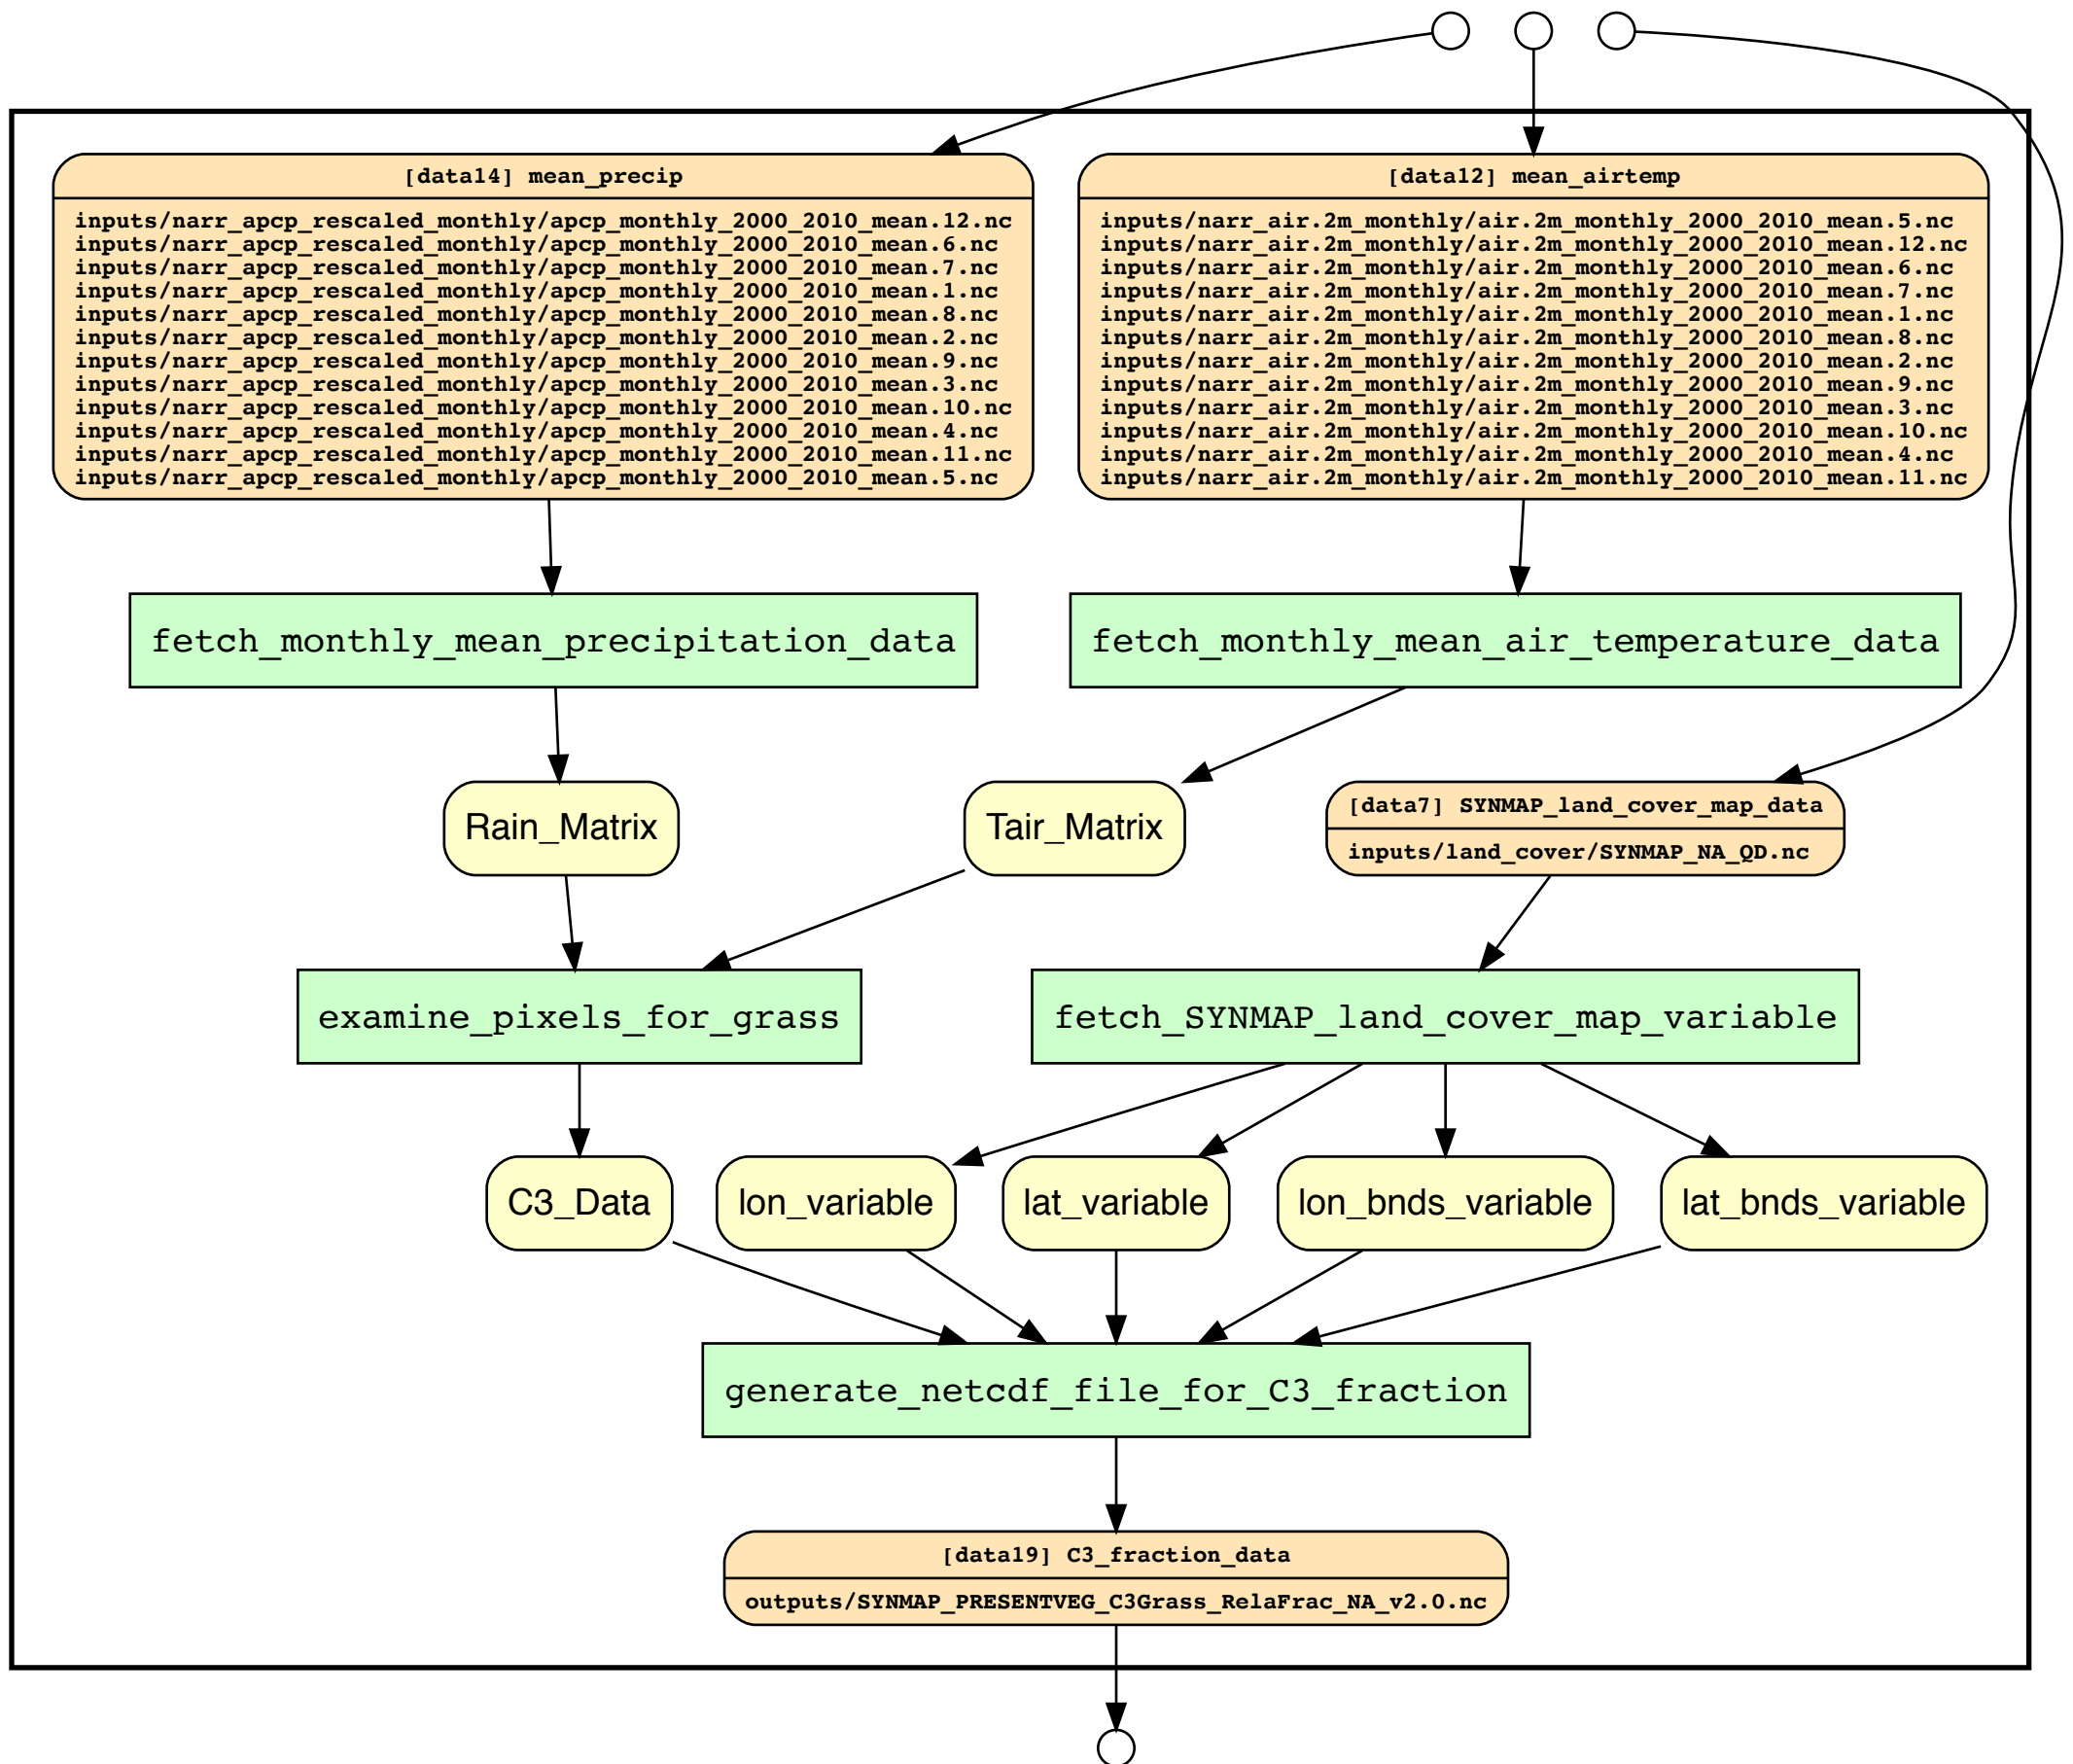 [data14] mean_precip
inputs/narr_apcp_rescaled_monthly/apcp_monthly_2000_2010_mean.12.nc
inputs/narr_apcp_rescaled_monthly/apcp_monthly_2000_2010_mean.6.nc
inputs/narr_apcp_rescaled_monthly/apcp_monthly_2000_2010_mean.7.nc
inputs/narr_apcp_rescaled_monthly/apcp_monthly_2000_2010_mean.1.nc
inputs/narr_apcp_rescaled_monthly/apcp_monthly_2000_2010_mean.8.nc
inputs/narr_apcp_rescaled_monthly/apcp_monthly_2000_2010_mean.2.nc
inputs/narr_apcp_rescaled_monthly/apcp_monthly_2000_2010_mean.9.nc
inputs/narr_apcp_rescaled_monthly/apcp_monthly_2000_2010_mean.3.nc
inputs/narr_apcp_rescaled_monthly/apcp_monthly_2000_2010_mean.10.nc
inputs/narr_apcp_rescaled_monthly/apcp_monthly_2000_2010_mean.4.nc
inputs/narr_apcp_rescaled_monthly/apcp_monthly_2000_2010_mean.11.nc
inputs/narr_apcp_rescaled_monthly/apcp_monthly_2000_2010_mean.5.nc
[data12] mean_airtemp
inputs/narr_air.2m_monthly/air.2m_monthly_2000_2010_mean.5.nc
inputs/narr_air.2m_monthly/air.2m_monthly_2000_2010_mean.12.nc
inputs/narr_air.2m_monthly/air.2m_monthly_2000_2010_mean.6.nc
inputs/narr_air.2m_monthly/air.2m_monthly_2000_2010_mean.7.nc
inputs/narr_air.2m_monthly/air.2m_monthly_2000_2010_mean.1.nc
inputs/narr_air.2m_monthly/air.2m_monthly_2000_2010_mean.8.nc
inputs/narr_air.2m_monthly/air.2m_monthly_2000_2010_mean.2.nc
inputs/narr_air.2m_monthly/air.2m_monthly_2000_2010_mean.9.nc
inputs/narr_air.2m_monthly/air.2m_monthly_2000_2010_mean.3.nc
inputs/narr_air.2m_monthly/air.2m_monthly_2000_2010_mean.10.nc
inputs/narr_air.2m_monthly/air.2m_monthly_2000_2010_mean.4.nc
inputs/narr_air.2m_monthly/air.2m_monthly_2000_2010_mean.11.nc
fetch_monthly_mean_precipitation_data
fetch_monthly_mean_air_temperature_data
Rain_Matrix
Tair_Matrix
[data7] SYNMAP_land_cover_map_data
inputs/land_cover/SYNMAP_NA_QD.nc
examine_pixels_for_grass
fetch_SYNMAP_land_cover_map_variable
C3_Data
lon_variable
lat_variable
lon_bnds_variable
lat_bnds_variable
generate_netcdf_file_for_C3_fraction
[data19] C3_fraction_data
outputs/SYNMAP_PRESENTVEG_C3Grass_RelaFrac_NA_v2.0.nc